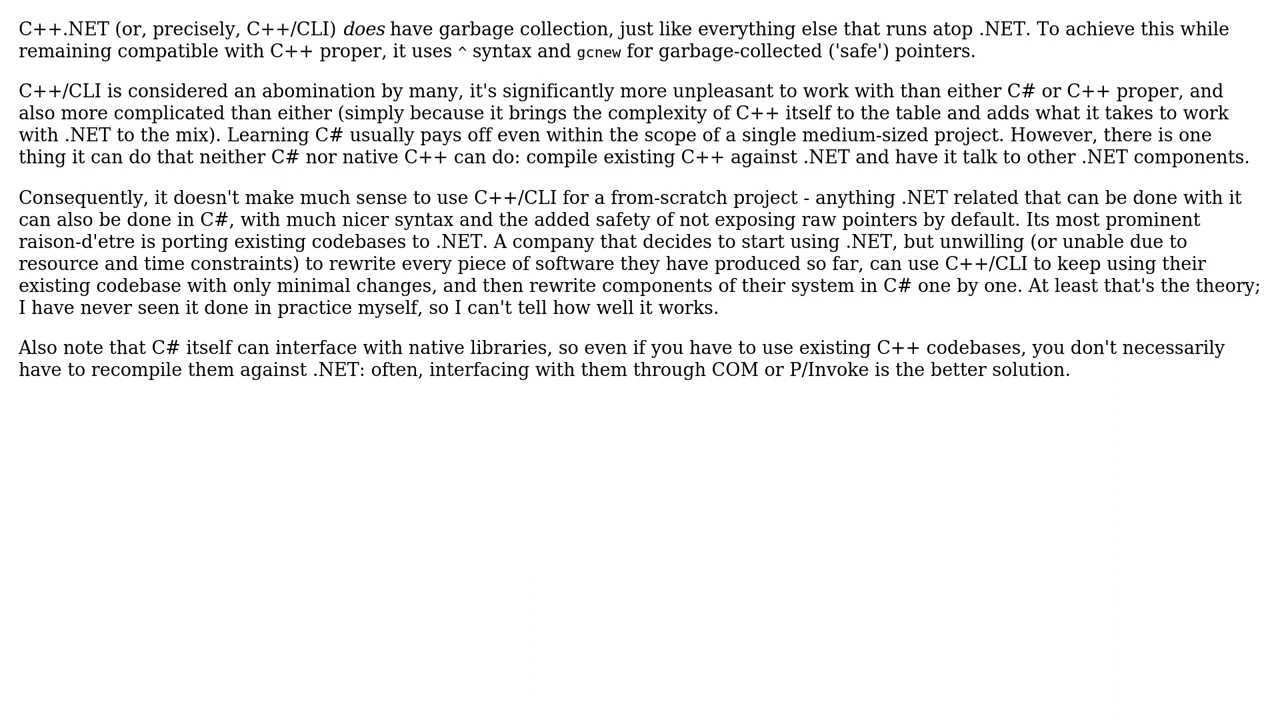 C++.NET (or, precisely, C++/CLI) does have garbage collection, just like everything else that runs atop .NET. To achieve this while
remaining compatible with C++ proper, it uses ^ syntax and gcnew for garbage-collected ('safe') pointers.
C++/CLI is considered an abomination by many, it's significantly more unpleasant to work with than either C# or C++ proper, and
also more complicated than either (simply because it brings the complexity of C++ itself to the table and adds what it takes to work
with .NET to the mix). Learning C# usually pays off even within the scope of a single medium-sized project. However, there is one
thing it can do that neither C# nor native C++ can do: compile existing C++ against .NET and have it talk to other .NET components.
Consequently, it doesn't make much sense to use C++/CLI for a from-scratch project - anything .NET related that can be done with it
can also be done in C#, with much nicer syntax and the added safety of not exposing raw pointers by default. Its most prominent
raison-d'etre is porting existing codebases to .NET. A company that decides to start using .NET, but unwilling (or unable due to
resource and time constraints) to rewrite every piece of software they have produced so far, can use C++/CLI to keep using their
existing codebase with only minimal changes, and then rewrite components of their system in C# one by one. At least that's the theory;
I have never seen it done in practice myself, so I can't tell how well it works.
Also note that C# itself can interface with native libraries, so even if you have to use existing C++ codebases, you don't necessarily
have to recompile them against .NET: often, interfacing with them through COM or P/Invoke is the better solution.